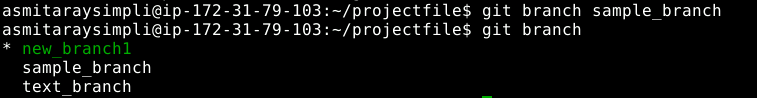 asmitaraysimpli@ip-172-31-79-103:~/projectfile$ git branch sample_branch
asmitaraysimpli@ip-172-31-79-103:~/projectfile$ git branch
* new_branch1
  sample_branch
  text_branch